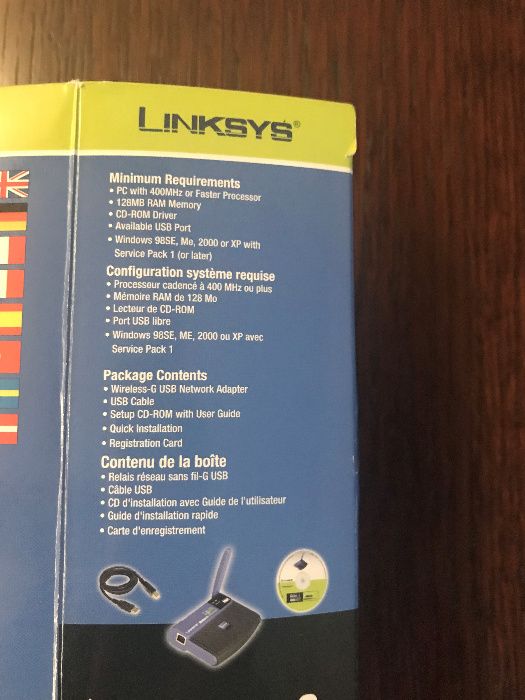 LINKSYS®
Minimum Requirements
• PC with 400MHz or Faster Processor
• 128MB RAM Memory
• CD-ROM Driver
• Available USB Port
• Windows 98SE, Me, 2000 or XP with
Service Pack 1 (or later)
Configuration système requise
• Processeur cadencé à 400 MHz ou plus
• Mémoire RAM de 128 Mo
• Lecteur de CD-ROM
• Port USB libre
• Windows 98SE, ME, 2000 ou XP avec
Service Pack 1
Package Contents
• Wireless-G USB Network Adapter
• USB Cable
• Setup CD-ROM with User Guide
• Quick Installation
• Registration Card
Contenu de la boîte
• Relais réseau sans fil-G USB
• Câble USB
• CD d'installation avec Guide de l'utilisateur
• Guide d'installation rapide
• Carte d'enregistrement